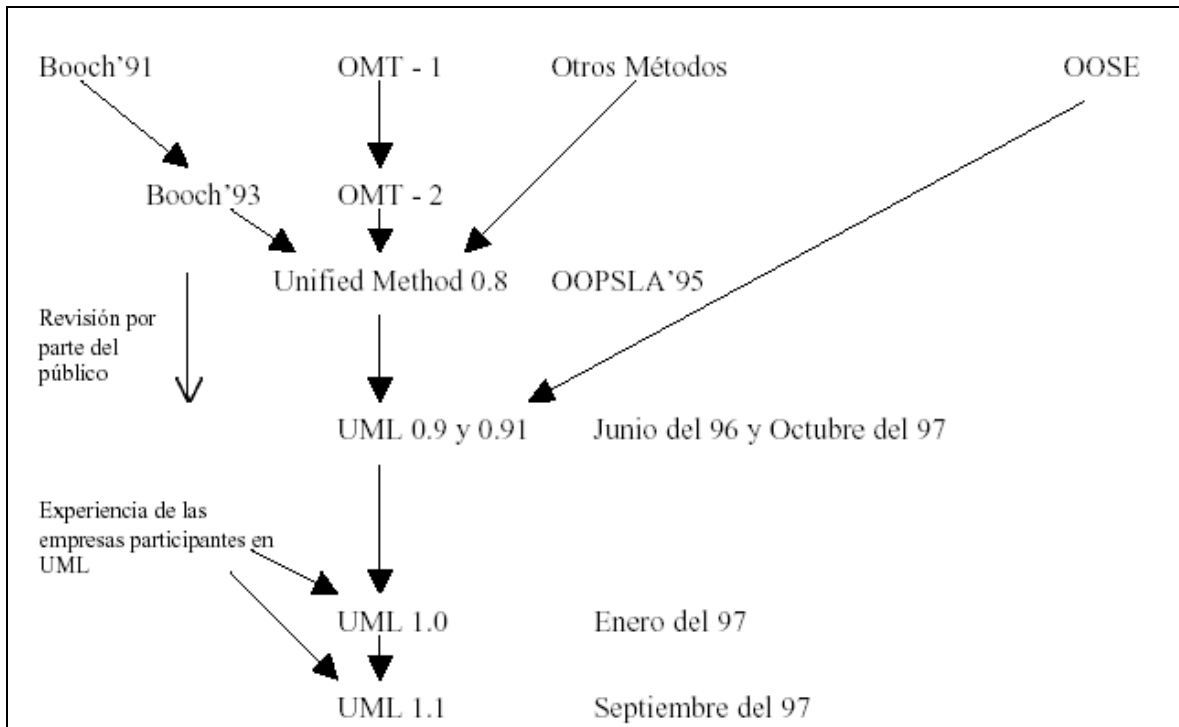 Booch’91
OMT - 1
Otros Métodos
OOSE
Booch’93
OMT - 2
Unified Method 0.8
OOPSLA’95
Revisión por
parte del
público
UML 0.9 y 0.91
Junio del 96 y Octubre del 97
Experiencia de las
empresas participantes en
UML
UML 1.0
Enero del 97
UML 1.1
Septiembre del 97